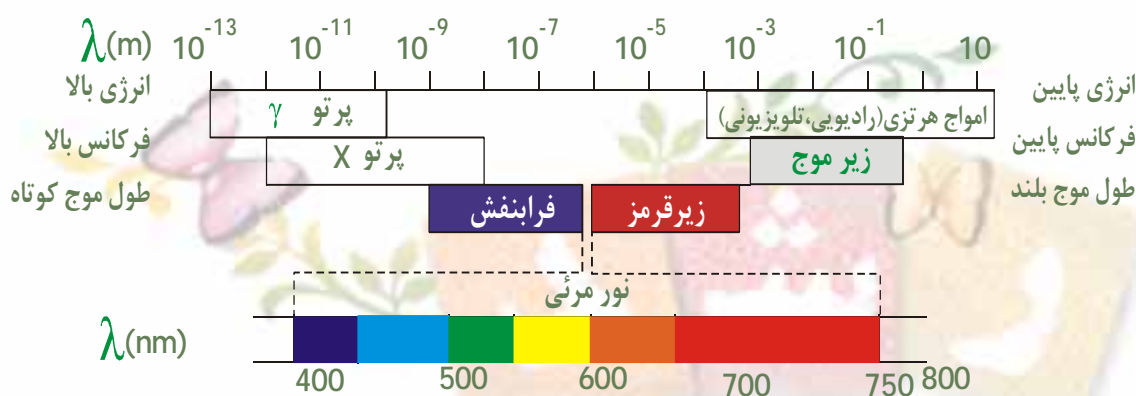 λ(m) 10⁻¹³ 10⁻¹¹ 10⁻⁹ 10⁻⁷ 10⁻⁵ 10⁻³ 10⁻¹ 10
انرژی بالا
انرژی پایین
پرتو γ
امواج هرتزی(رادیویی،تلویزیونی)
فرکانس بالا
فرکانس پایین
پرتو X
زیر موج
طول موج کوتاه
طول موج بلند
فرابنفش
زیرقرمز
نور مرئی
λ(nm)
400 500 600 700 750 800